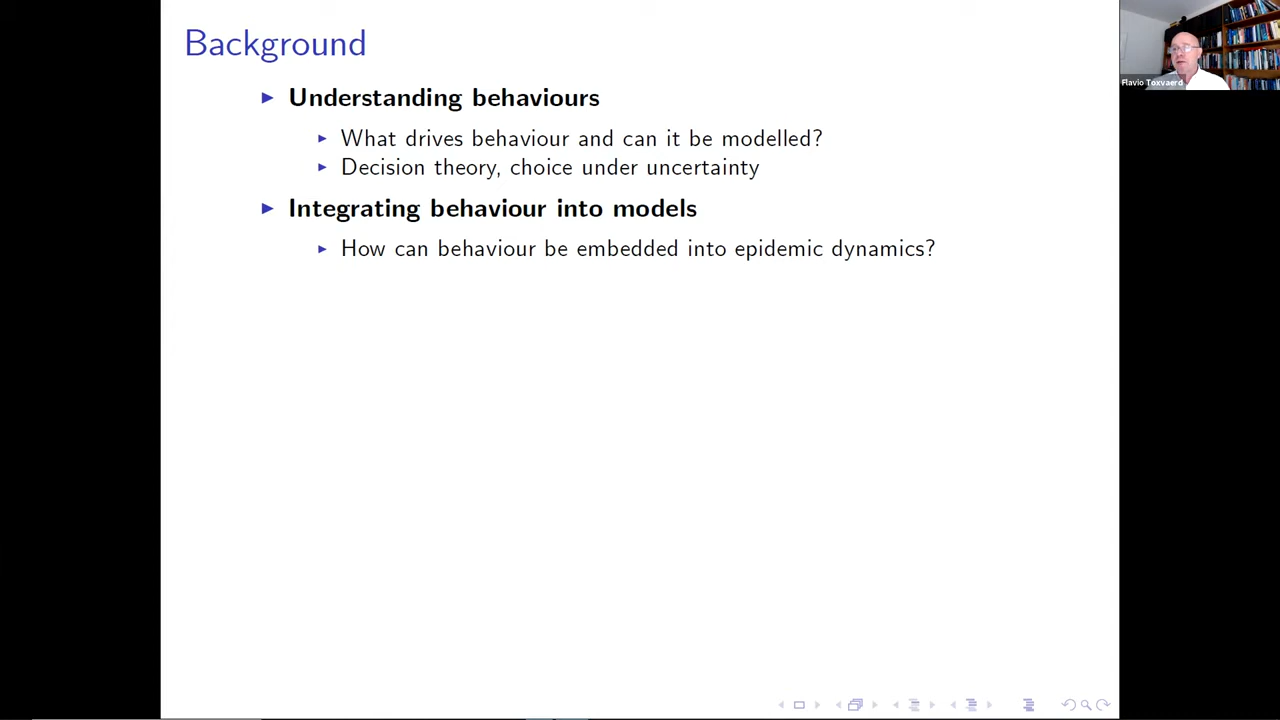 Background
Understanding behaviours
What drives behaviour and can it be modelled?
Decision theory, choice under uncertainty
Integrating behaviour into models
How can behaviour be embedded into epidemic dynamics?
Flavio Toxvaerd